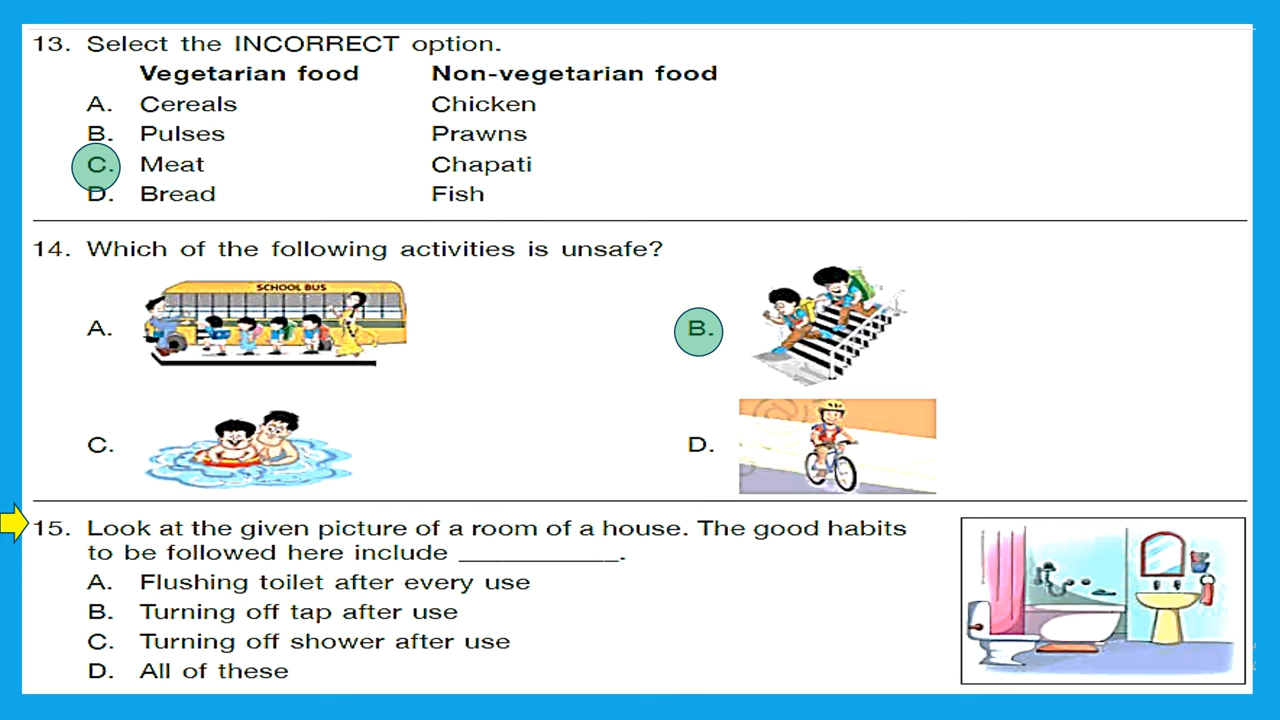 13. Select the INCORRECT option.
Vegetarian food Non-vegetarian food
A. Cereals Chicken
B. Pulses Prawns
C. Meat Chapati
D. Bread Fish
14. Which of the following activities is unsafe?
SCHOOL BUS
A. B.
C. D.
15. Look at the given picture of a room of a house. The good habits
to be followed here include ___________.
A. Flushing toilet after every use
B. Turning off tap after use
C. Turning off shower after use
D. All of these